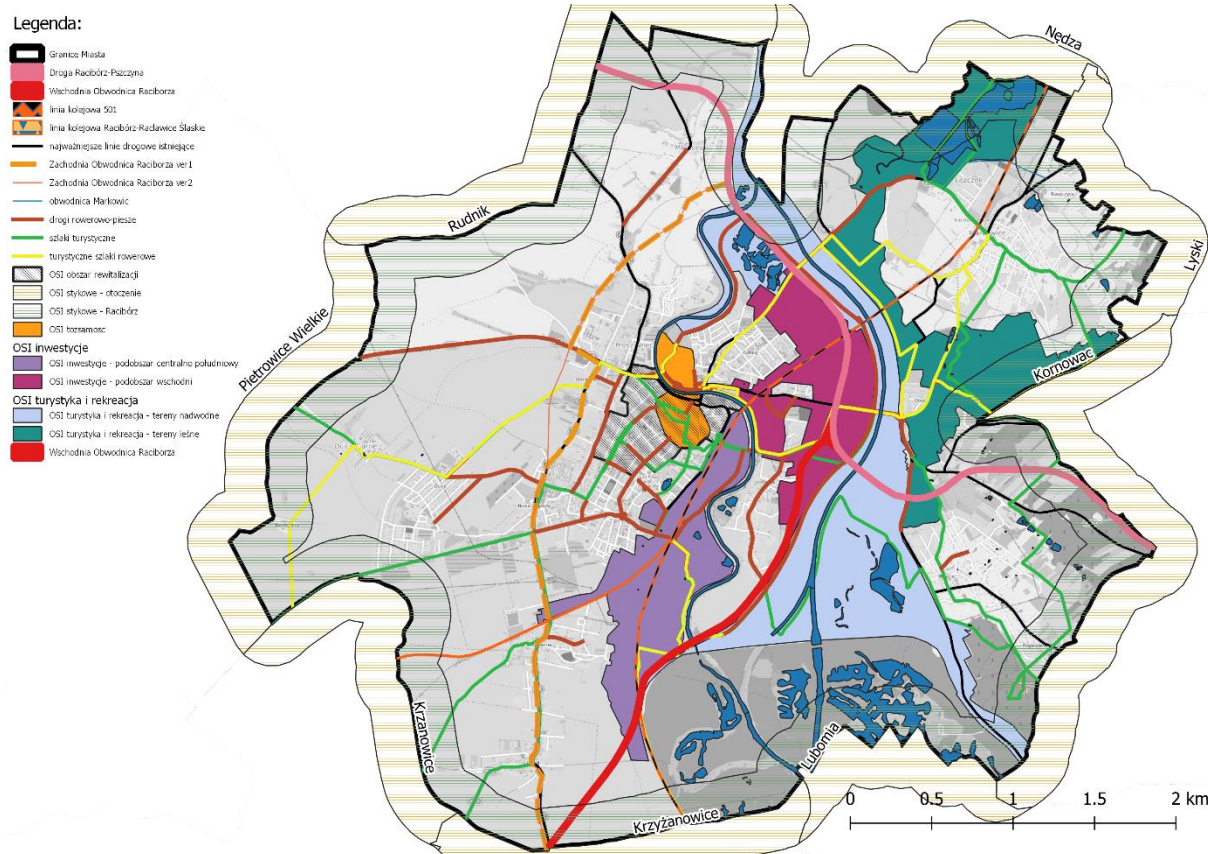 Legenda:
Granice Miasta
Droga Racibórz-Pszczyna
Wschodnia Obwodnica Raciborza
linia kolejowa 501
linia kolejowa Racibórz-Racławice Śląskie
najważniejsze linie drogowe istniejące
Zachodnia Obwodnica Raciborza ver1
Zachodnia Obwodnica Raciborza ver2
obwodnica Markowic
drogi rowerowo-piesze
szlaki turystyczne
turystyczne szlaki rowerowe
OSI obszar rewitalizacji
OSI stykowe - otoczenie
OSI stykowe - Racibórz
OSI tozsamosc
OSI inwestycje
OSI inwestycje - podobszar centralno południowy
OSI inwestycje - podobszar wschodni
OSI turystyka i rekreacja
OSI turystyka i rekreacja - tereny nadwodne
OSI turystyka i rekreacja - tereny leśne
Wschodnia Obwodnica Raciborza
Nędza
Rudnik
Lyski
Pietrowice Wielkie
Kornowac
Krzanowice
Lubomia
Krzyżanowice
0 0.5 1 1.5 2 km